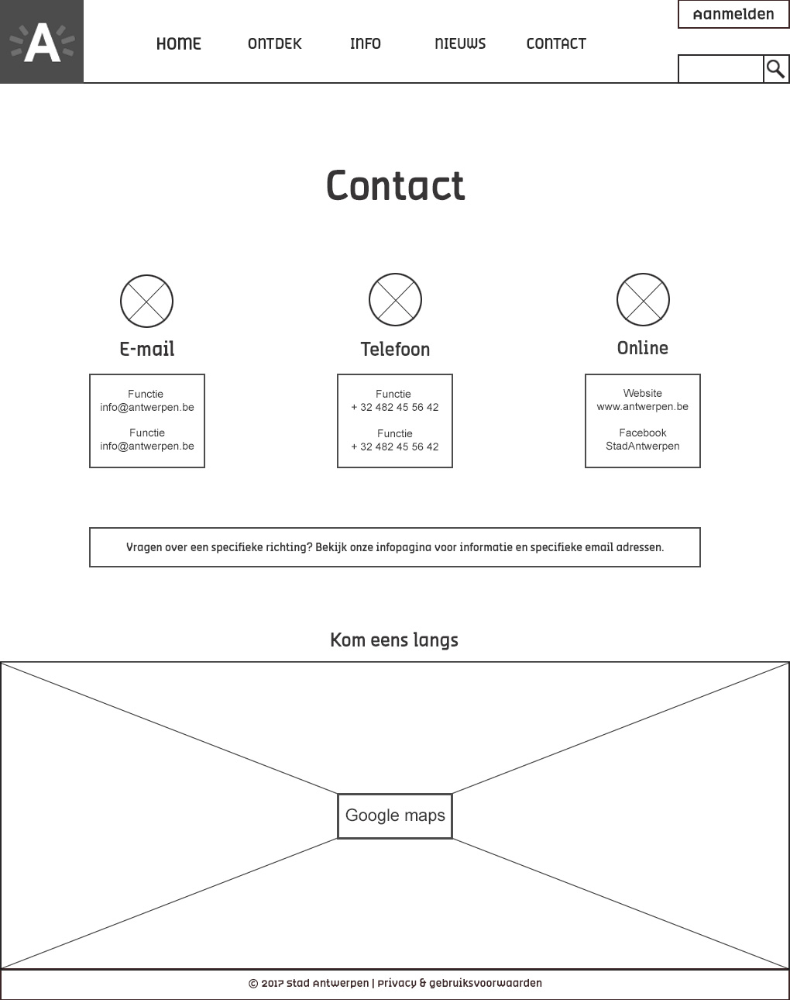 Aanmelden
A
HOME ONTDEK INFO NIEUWS CONTACT
Contact
E-mail
Functie
info@antwerpen.be
Functie
info@antwerpen.be
Telefoon
Functie
+ 32 482 45 56 42
Functie
+ 32 482 45 56 42
Online
Website
www.antwerpen.be
Facebook
StadAntwerpen
Vragen over een specifieke richting? Bekijk onze infopagina voor informatie en specifieke email adressen.
Kom eens langs
Google maps
© 2017 Stad Antwerpen | Privacy & gebruiksvoorwaarden